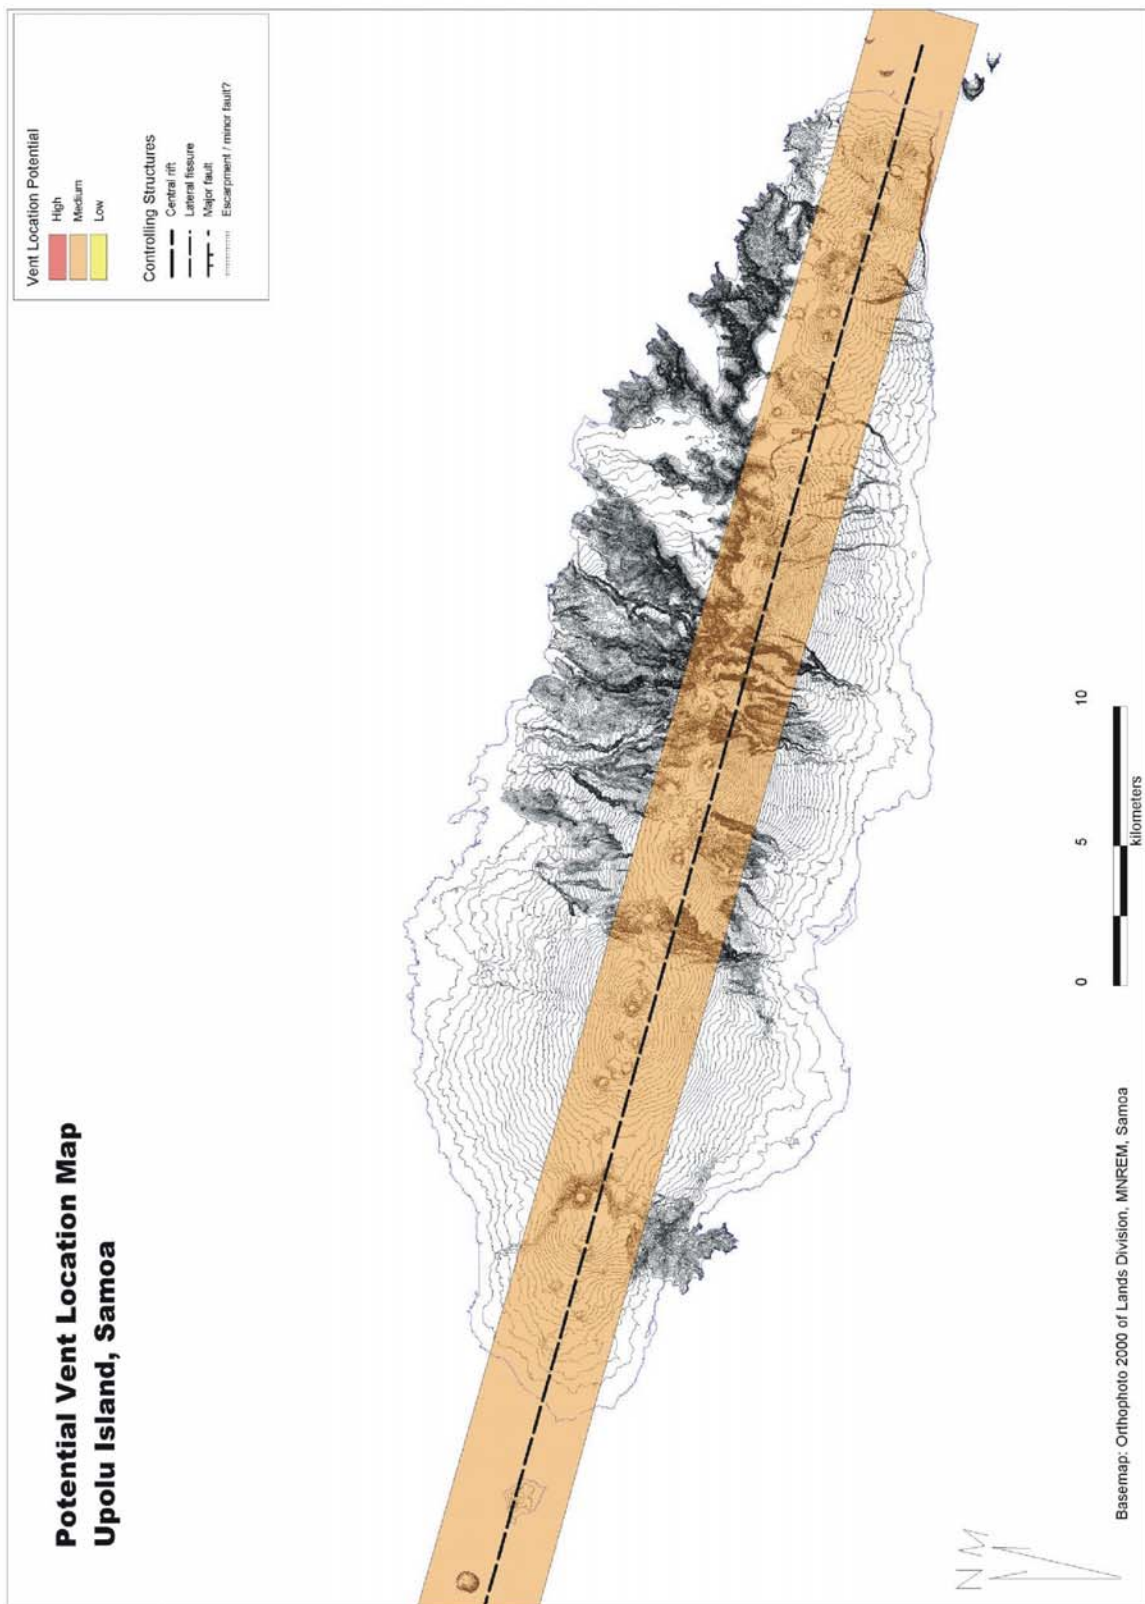 Potential Vent Location Map
Upolu Island, Samoa
Vent Location Potential
High
Medium
Low
Controlling Structures
Central rift
Lateral fissure
Major fault
Escarpment / minor fault?
N M
0 5 10
kilometers
Basemap: Orthophoto 2000 of Lands Division, MNREM, Samoa